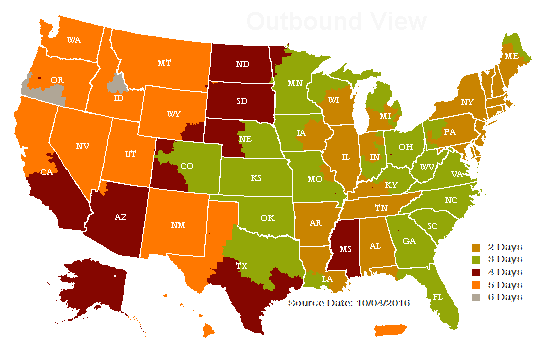 Outbound View
WA
MT
ND
MN
ME
OR
ID
SD
WI
MI
NY
WY
IA
PA
NE
NV
UT
CO
IL
IN
OH
WV
VA
CA
KS
MO
KY
NC
TN
AZ
NM
OK
AR
SC
MS
AL
GA
TX
LA
FL
2 Days
3 Days
4 Days
5 Days
6 Days
Source Date: 10/04/2016